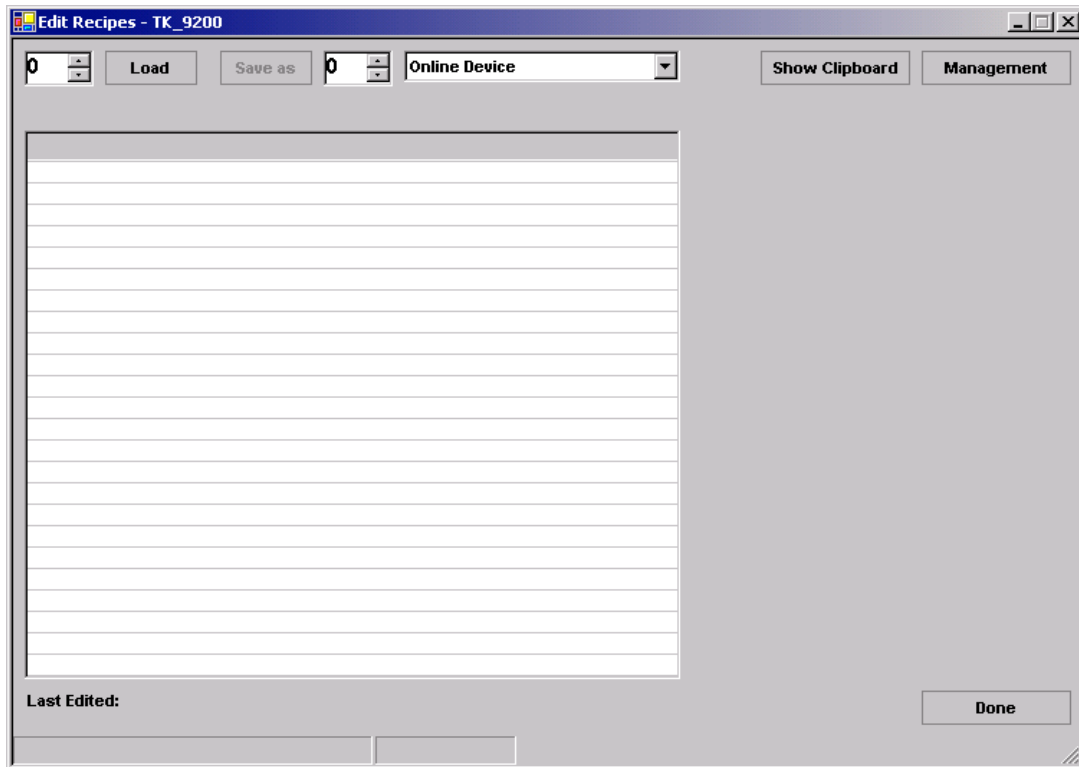 Edit Recipes - TK_9200
0 Load Save as 0 Online Device Show Clipboard Management
Last Edited:
Done